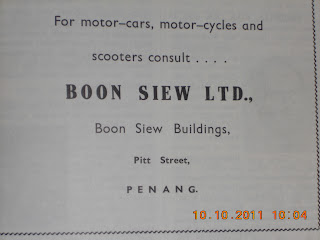 For motor-cars, motor-cycles and
scooters consult ....
BOON SIEW LTD.,
Boon Siew Buildings,
Pitt Street,
PENANG.
10.10.2011 10:04